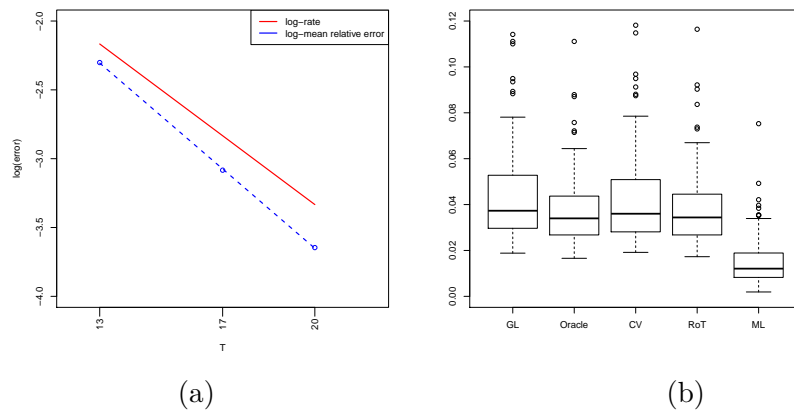 log−rate
log−mean relative error
log(error)
−2.0
−2.5
−3.0
−3.5
−4.0
13
17
20
T
(a)
0.12
0.10
0.08
0.06
0.04
0.02
0.00
GL
Oracle
CV
RoT
ML
(b)